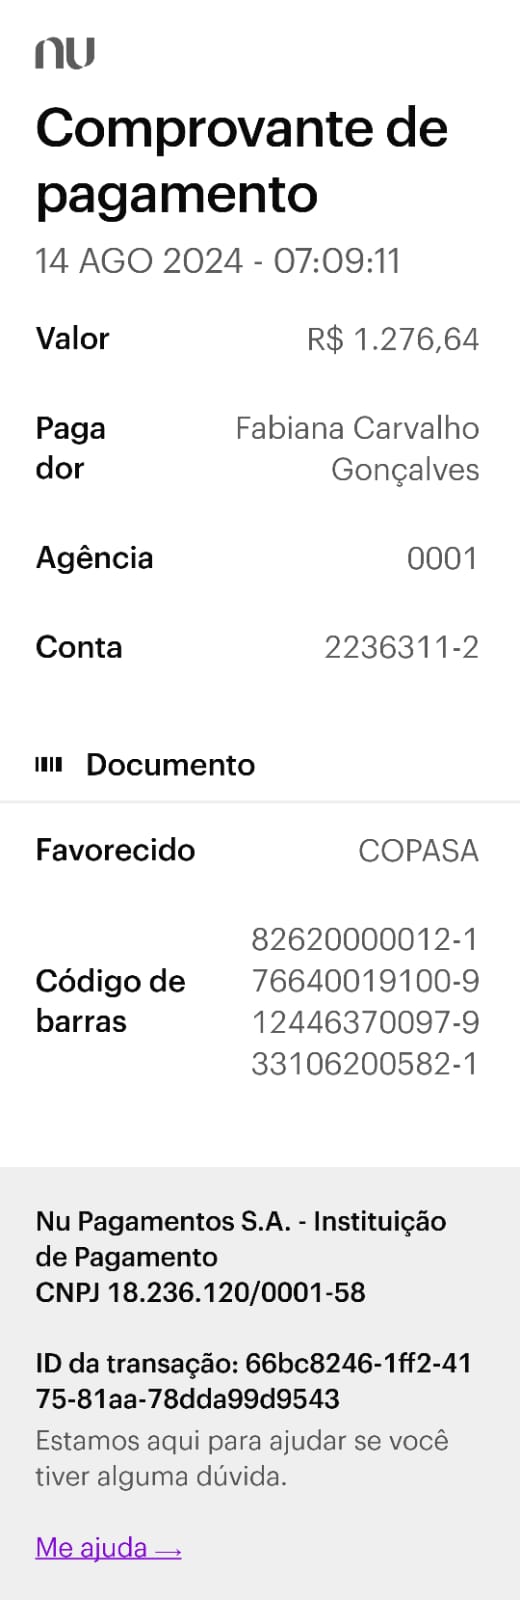 nu
Comprovante de
pagamento
14 AGO 2024 - 07:09:11
Valor R$ 1.276,64
Paga
dor
Fabiana Carvalho
Gonçalves
Agência 0001
Conta 2236311-2
Documento
Favorecido COPASA
Código de
barras
82620000012-1
76640019100-9
12446370097-9
33106200582-1
Nu Pagamentos S.A. - Instituição
de Pagamento
CNPJ 18.236.120/0001-58
ID da transação: 66bc8246-1ff2-41
75-81aa-78dda99d9543
Estamos aqui para ajudar se você
tiver alguma dúvida.
Me ajuda →